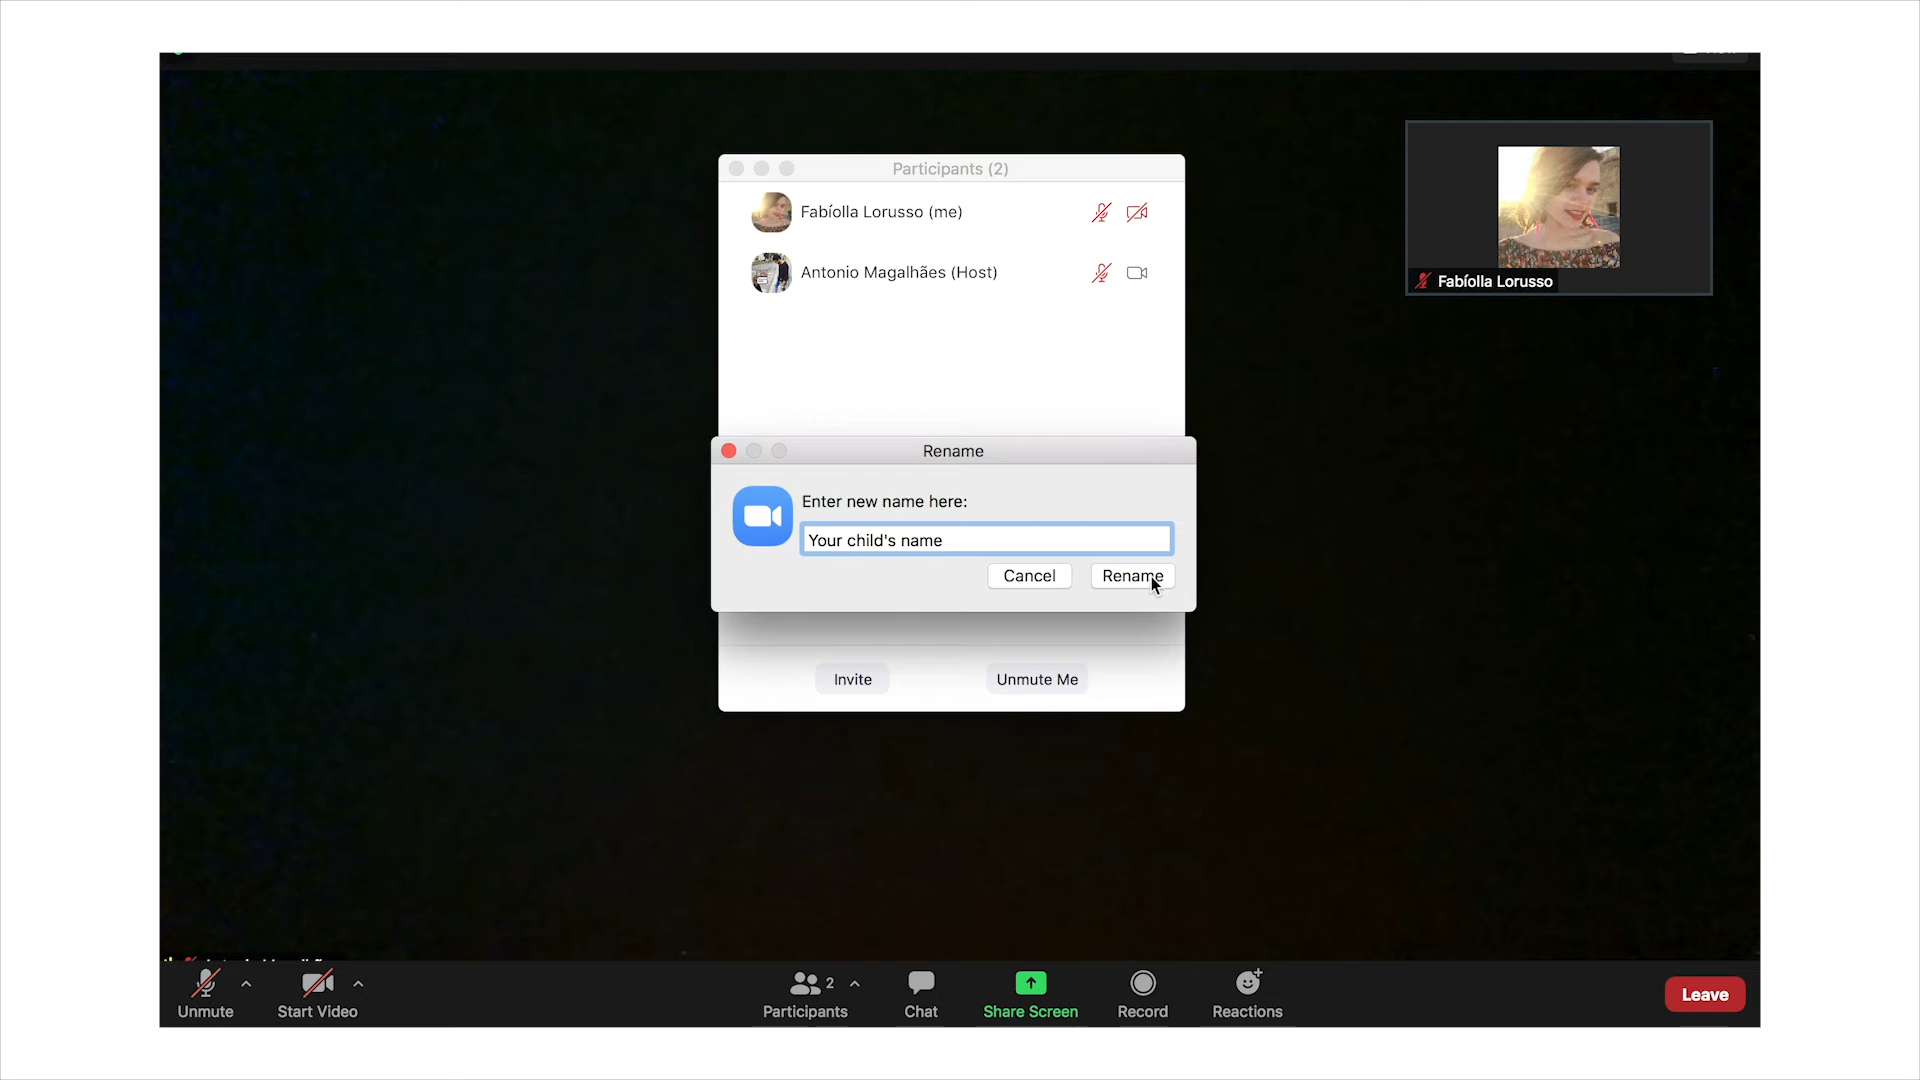 Participants (2)
Fabíolla Lorusso (me)
Antonio Magalhães (Host)
Fabíolla Lorusso
Rename
Enter new name here:
Your child's name
Cancel
Rename
Invite
Unmute Me
Unmute
Start Video
2
Participants
Chat
Share Screen
Record
Reactions
Leave